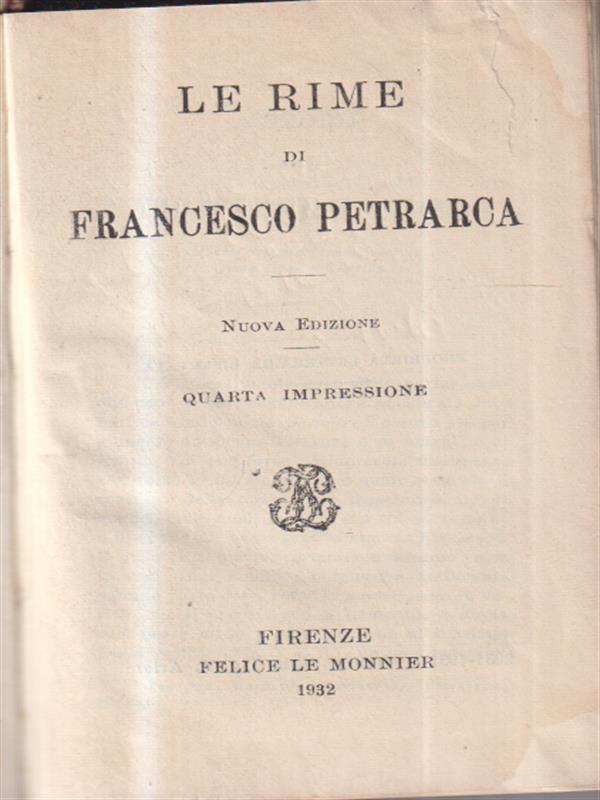 LE RIME
DI
FRANCESCO PETRARCA
NUOVA EDIZIONE
QUARTA IMPRESSIONE
FIRENZE
FELICE LE MONNIER
1932